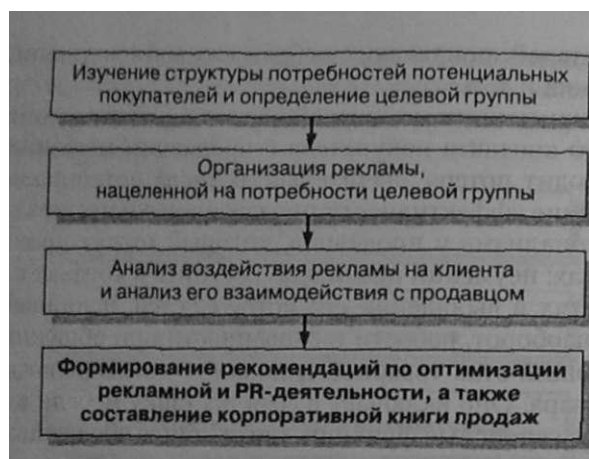 Изучение структуры потребностей потенциальных
покупателей и определение целевой группы
Организация рекламы,
нацеленной на потребности целевой группы
Анализ воздействия рекламы на клиента
и анализ его взаимодействия с продавцом
Формирование рекомендаций по оптимизации
рекламной и PR-деятельности, а также
составление корпоративной книги продаж